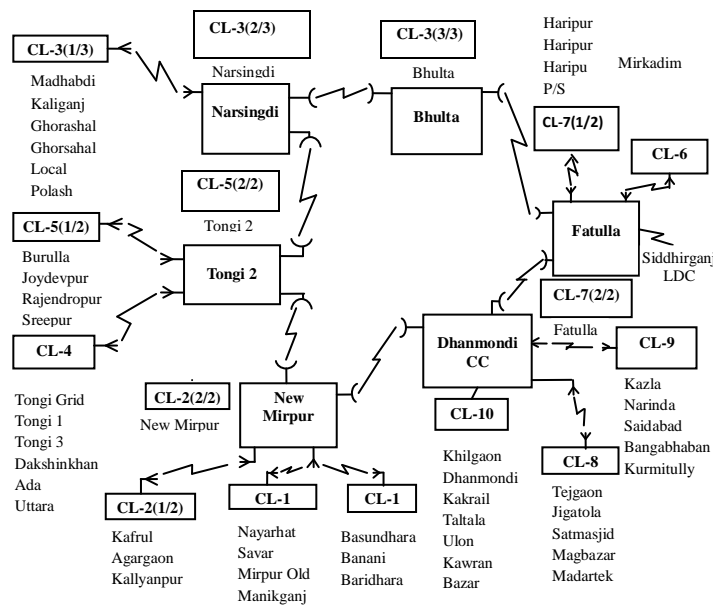 CL-3(1/3)
Madhabdi
Kaliganj
Ghorashal
Ghorsahal
Local
Polash
CL-3(2/3)
Narsingdi
Narsingdi
CL-3(3/3)
Bhulta
Bhulta
Haripur
Haripur
Haripu
P/S
Mirkadim
CL-7(1/2)
CL-6
Fatulla
Siddhirganj
LDC
CL-7(2/2)
Fatulla
CL-5(2/2)
Tongi 2
CL-5(1/2)
Burulla
Joydevpur
Rajendropur
Sreepur
Tongi 2
CL-4
Tongi Grid
Tongi 1
Tongi 3
Dakshinkhan
Ada
Uttara
Dhanmondi
CC
CL-9
Kazla
Narinda
Saidabad
Bangabhaban
Kurmitully
CL-2(2/2)
New Mirpur
New
Mirpur
CL-10
Khilgaon
Dhanmondi
Kakrail
Taltala
Ulon
Kawran
Bazar
CL-8
Tejgaon
Jigatola
Satmasjid
Magbazar
Madartek
CL-2(1/2)
Kafrul
Agargaon
Kallyanpur
CL-1
Nayarhat
Savar
Mirpur Old
Manikganj
CL-1
Basundhara
Banani
Baridhara